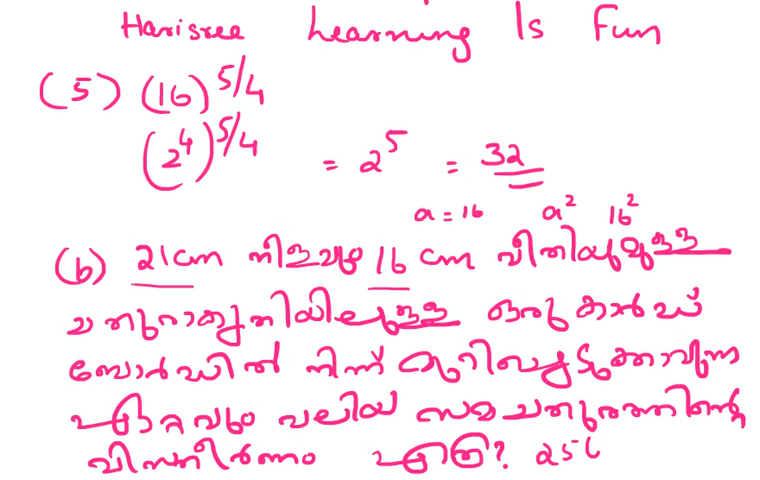 Harisree Learning Is Fun
(5) (16)^5/4
(2^4)^5/4 = 2^5 = 32
a = 16 a² 16²
(6) 21cm നീളവും 16 cm വീതിയുമുള്ള
ചതുരാകൃതിയിലുള്ള ഒരു കാർഡ്
ബോർഡിൽ നിന്ന് മുറിച്ചെടുക്കാവുന്ന
ഏറ്റവും വലിയ സമചതുരത്തിന്റെ
വിസ്തീർണം എത്ര? 256